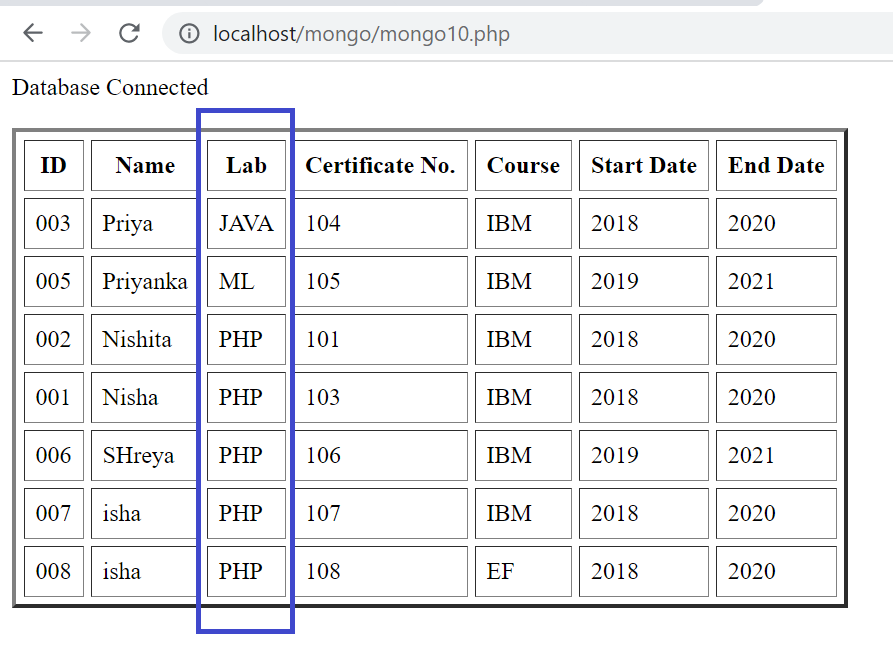 localhost/mongo/mongo10.php
Database Connected
ID Name Lab Certificate No. Course Start Date End Date
003 Priya JAVA 104 IBM 2018 2020
005 Priyanka ML 105 IBM 2019 2021
002 Nishita PHP 101 IBM 2018 2020
001 Nisha PHP 103 IBM 2018 2020
006 SHreya PHP 106 IBM 2019 2021
007 isha PHP 107 IBM 2018 2020
008 isha PHP 108 EF 2018 2020